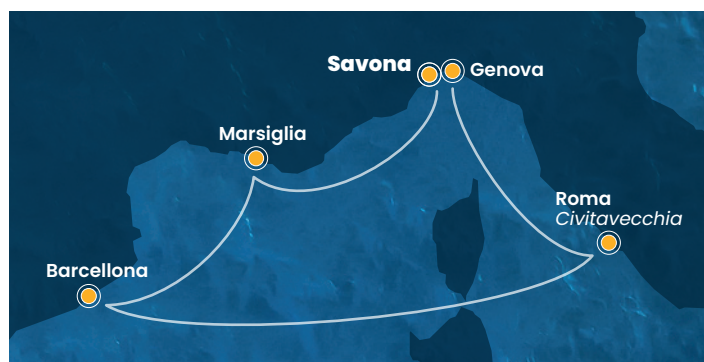 Savona
Genova
Marsiglia
Roma
Civitavecchia
Barcellona